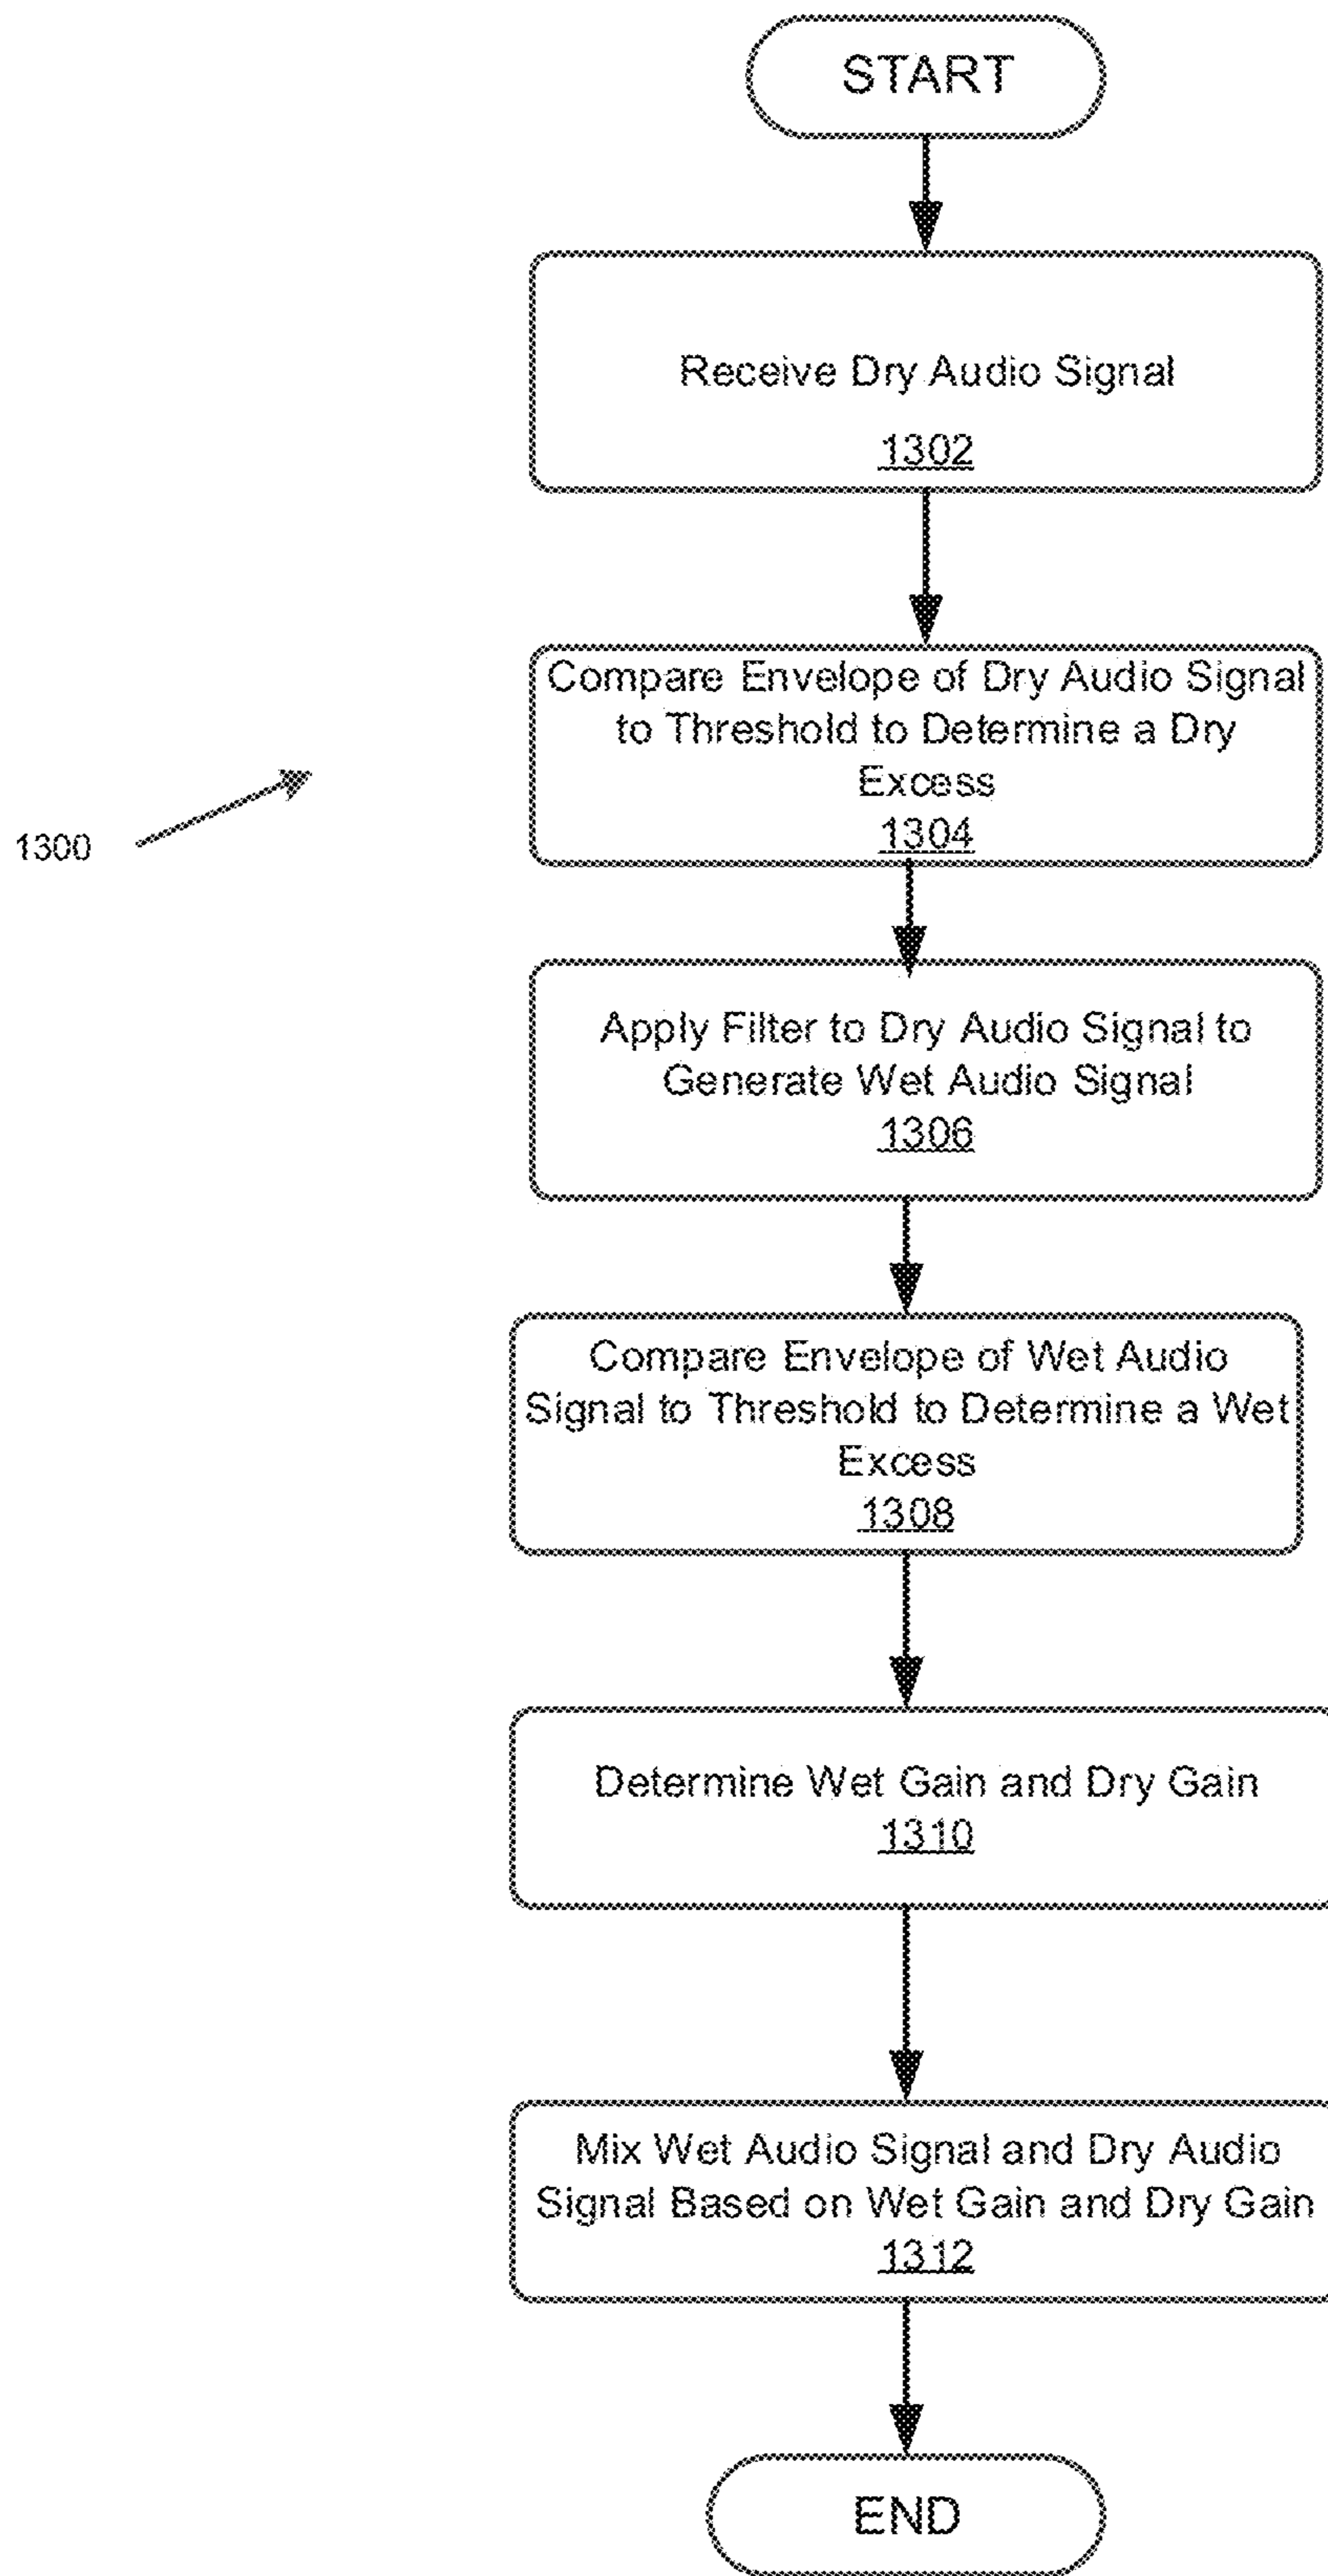 START
Receive Dry Audio Signal
1302
Compare Envelope of Dry Audio Signal
to Threshold to Determine a Dry
Excess
1304
1300
Apply Filter to Dry Audio Signal to
Generate Wet Audio Signal
1306
Compare Envelope of Wet Audio
Signal to Threshold to Determine a Wet
Excess
1308
Determine Wet Gain and Dry Gain
1310
Mix Wet Audio Signal and Dry Audio
Signal Based on Wet Gain and Dry Gain
1312
END